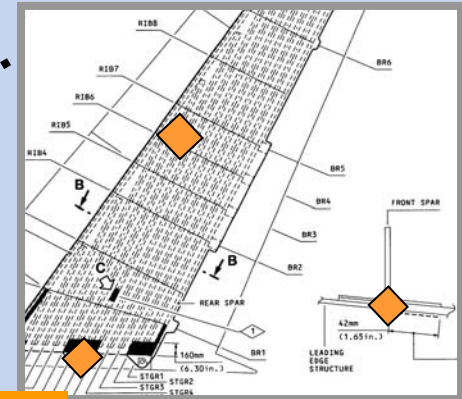 RIB8
RIB7
BR6
RIB6
RIB5
RIB4
BR5
FRONT SPAR
B
BR4
BR3
C
B
BR2
REAR SPAR
1
42mm
(1.65in.)
BR1
160mm
(6.30in.)
LEADING
EDGE
STRUCTURE
STGR1
STGR2
STGR3
STGR4